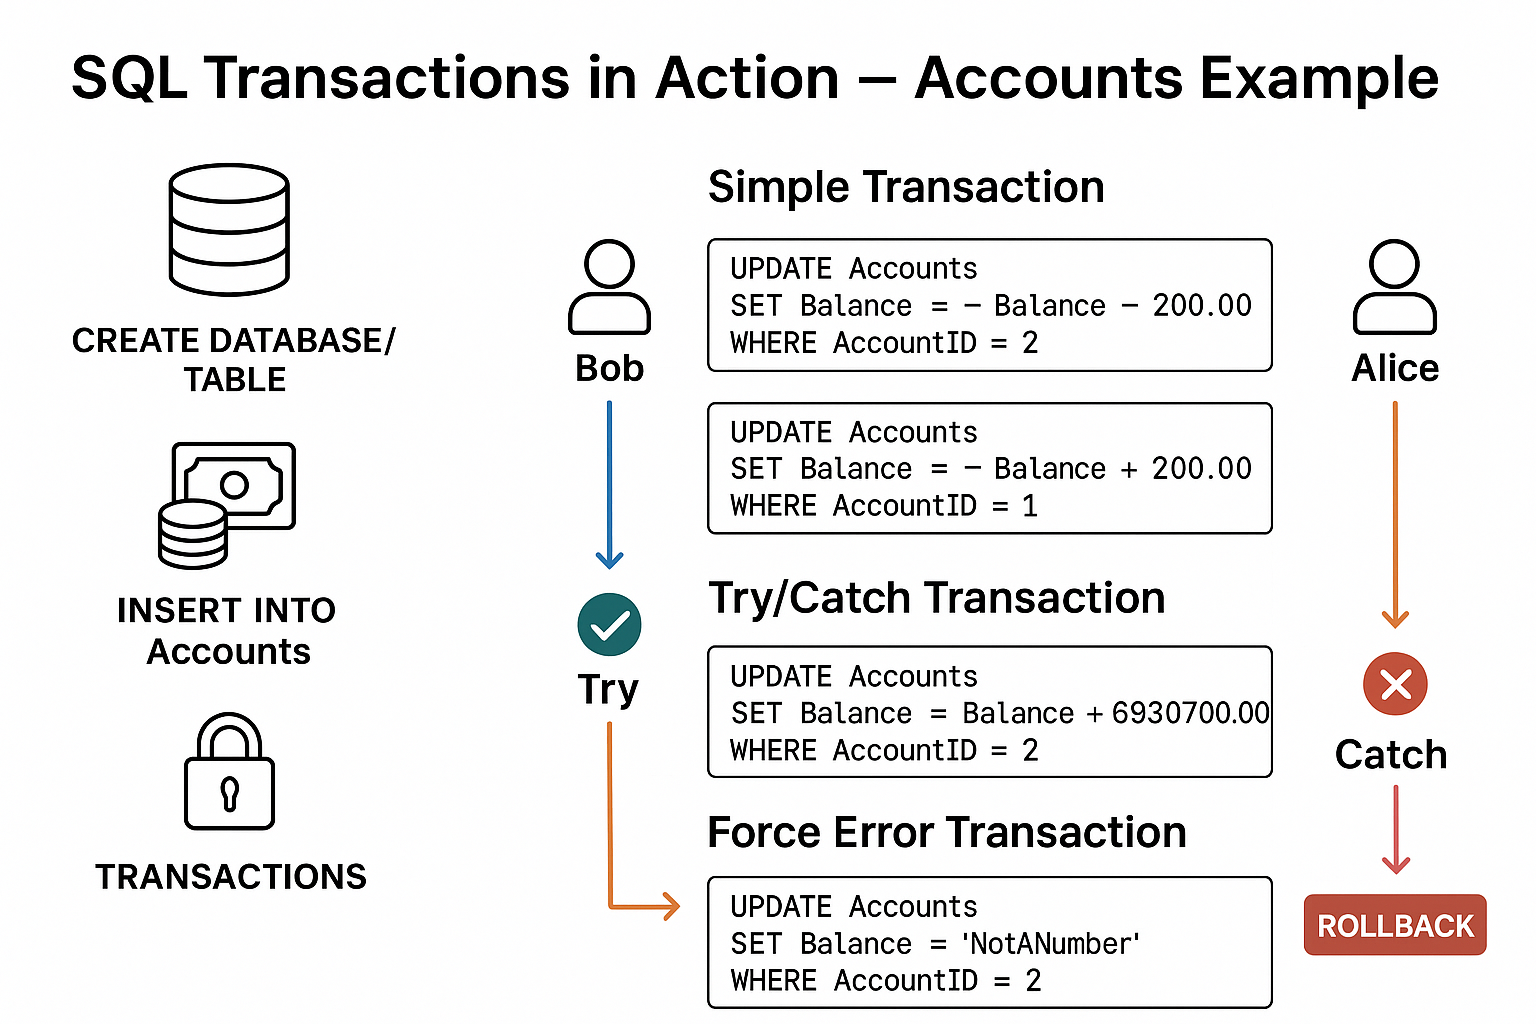 SQL Transactions in Action – Accounts Example
CREATE DATABASE/
TABLE
INSERT INTO
Accounts
TRANSACTIONS
Bob
Try
Simple Transaction
UPDATE Accounts
SET Balance = – Balance – 200.00
WHERE AccountID = 2
UPDATE Accounts
SET Balance = – Balance + 200.00
WHERE AccountID = 1
Try/Catch Transaction
UPDATE Accounts
SET Balance = Balance + 6930700.00
WHERE AccountID = 2
Force Error Transaction
UPDATE Accounts
SET Balance = 'NotANumber'
WHERE AccountID = 2
Alice
Catch
ROLLBACK